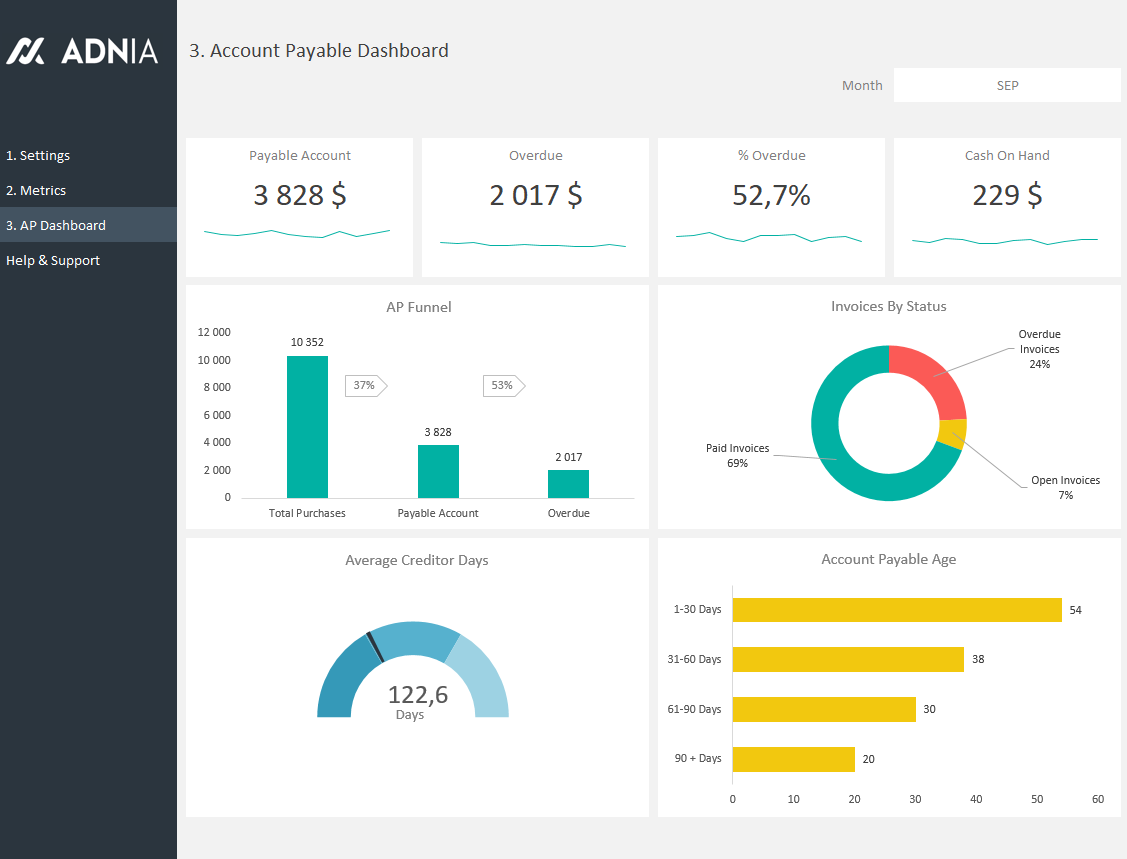 ADNIA
3. Account Payable Dashboard
Month
SEP
1. Settings
2. Metrics
3. AP Dashboard
Help & Support
Payable Account
3 828 $
Overdue
2 017 $
% Overdue
52,7%
Cash On Hand
229 $
AP Funnel
12 000
10 000
8 000
6 000
4 000
2 000
0
10 352
37%
3 828
53%
2 017
Total Purchases
Payable Account
Overdue
Invoices By Status
Overdue
Invoices
24%
Paid Invoices
69%
Open Invoices
7%
Average Creditor Days
122,6
Days
Account Payable Age
1-30 Days
54
31-60 Days
38
61-90 Days
30
90 + Days
20
0
10
20
30
40
50
60